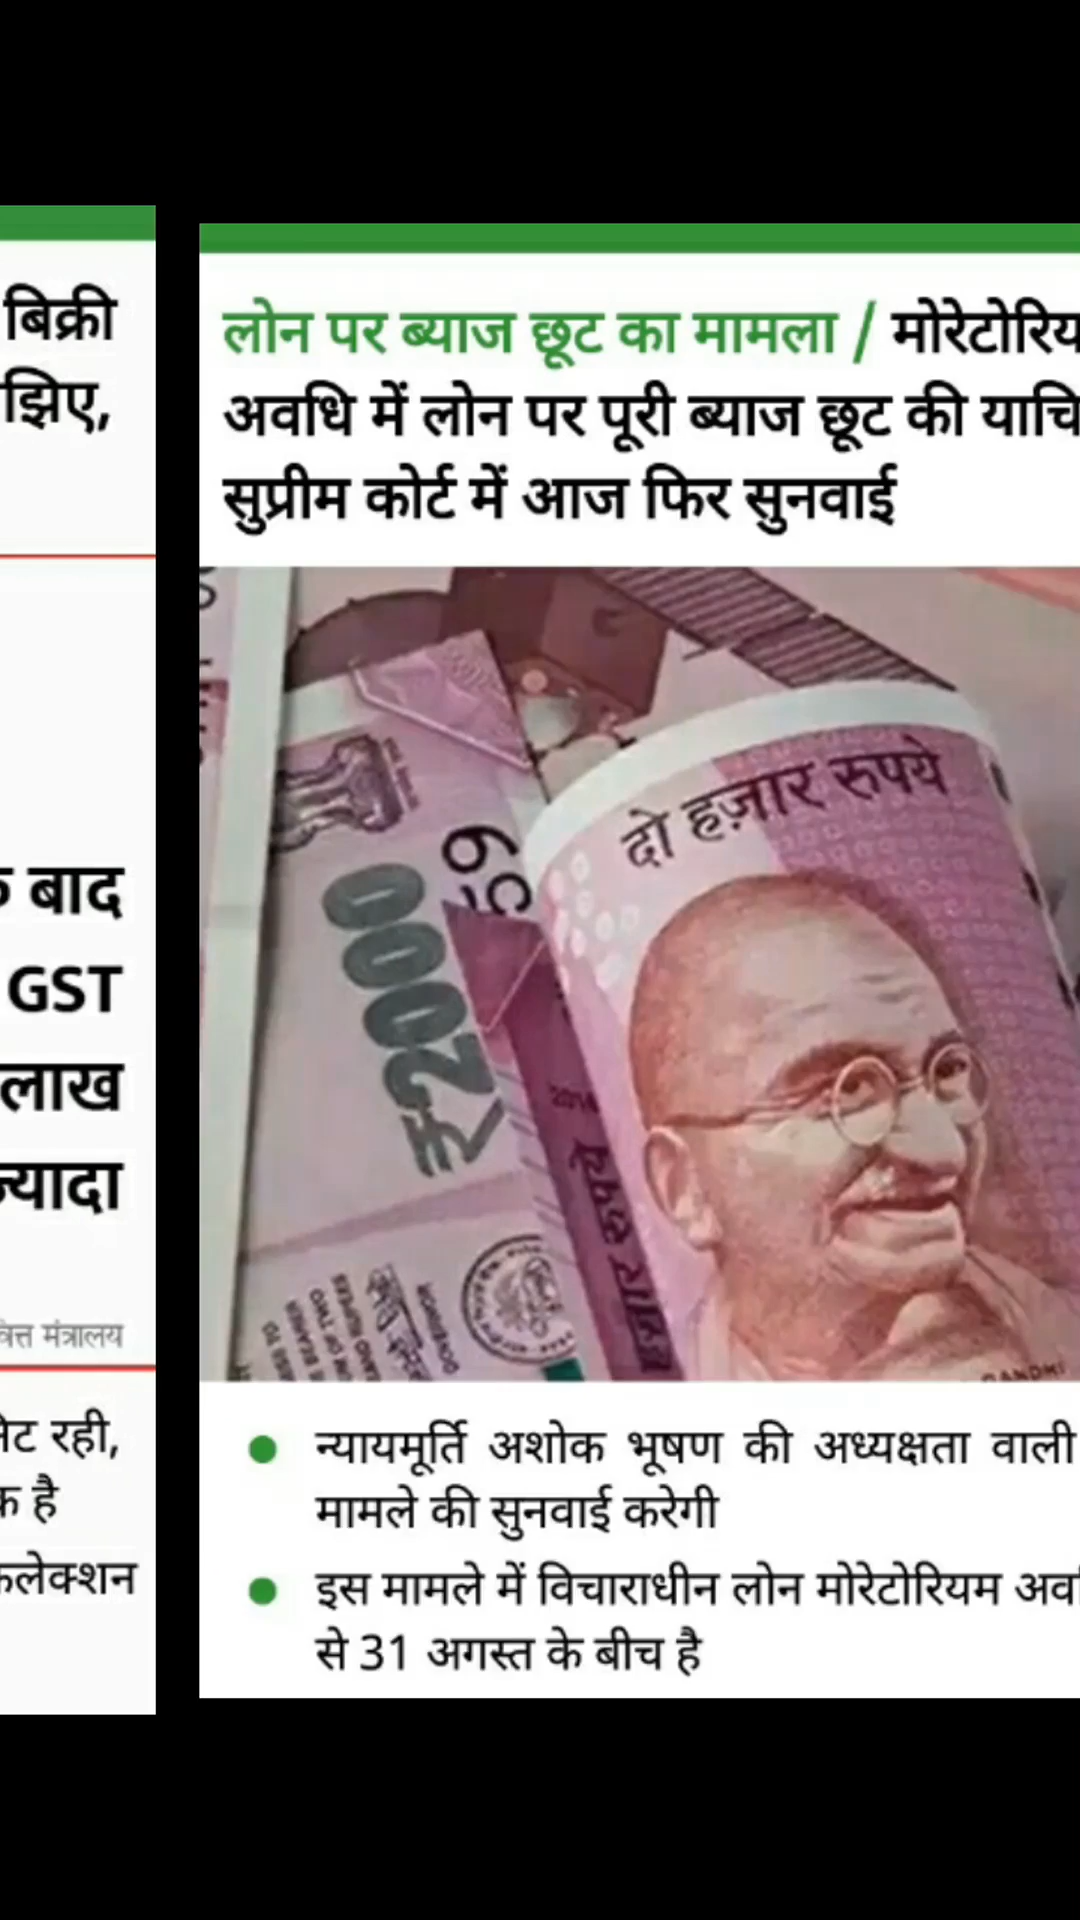 बिक्री
झिए,
बाद
GST
लाख
ज्यादा
वित्त मंत्रालय
रही,
है
कलेक्शन
लोन पर ब्याज छूट का मामला / मोरेटोरिय
अवधि में लोन पर पूरी ब्याज छूट की याचि
सुप्रीम कोर्ट में आज फिर सुनवाई
दो हज़ार रुपये
₹2000
न्यायमूर्ति अशोक भूषण की अध्यक्षता वाली
मामले की सुनवाई करेगी
इस मामले में विचाराधीन लोन मोरेटोरियम अवधि
से 31 अगस्त के बीच है